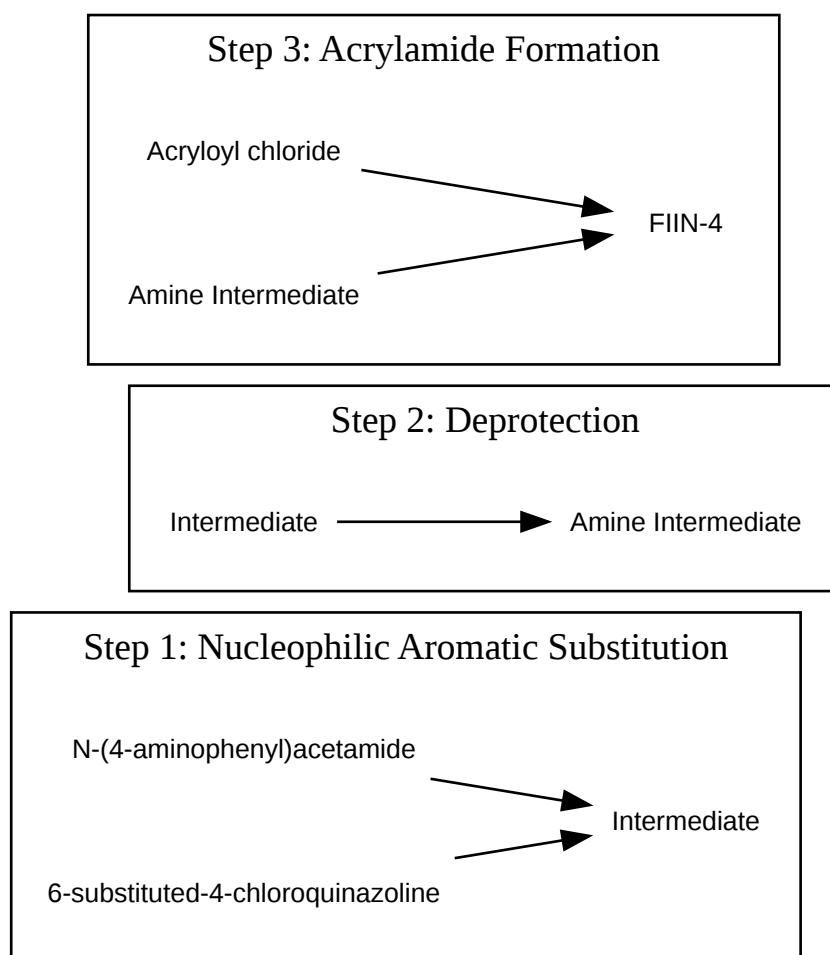 Step 3: Acrylamide Formation
Acryloyl chloride
FIIN-4
Amine Intermediate
Step 2: Deprotection
Intermediate
Amine Intermediate
Step 1: Nucleophilic Aromatic Substitution
N-(4-aminophenyl)acetamide
Intermediate
6-substituted-4-chloroquinazoline